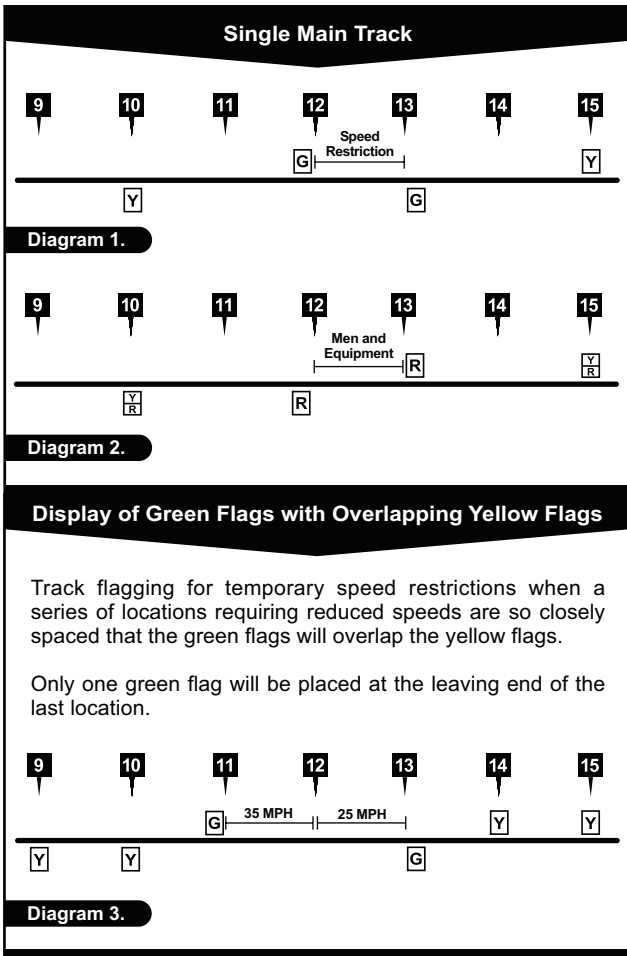 Single Main Track
9 10 11 12 13 14 15
Speed
Restriction
G Y
Y G
Diagram 1.
9 10 11 12 13 14 15
Men and
Equipment
R Y
R
Y
R R
Diagram 2.
Display of Green Flags with Overlapping Yellow Flags
Track flagging for temporary speed restrictions when a
series of locations requiring reduced speeds are so closely
spaced that the green flags will overlap the yellow flags.
Only one green flag will be placed at the leaving end of the
last location.
9 10 11 12 13 14 15
G 35 MPH 25 MPH Y Y
Y Y G
Diagram 3.